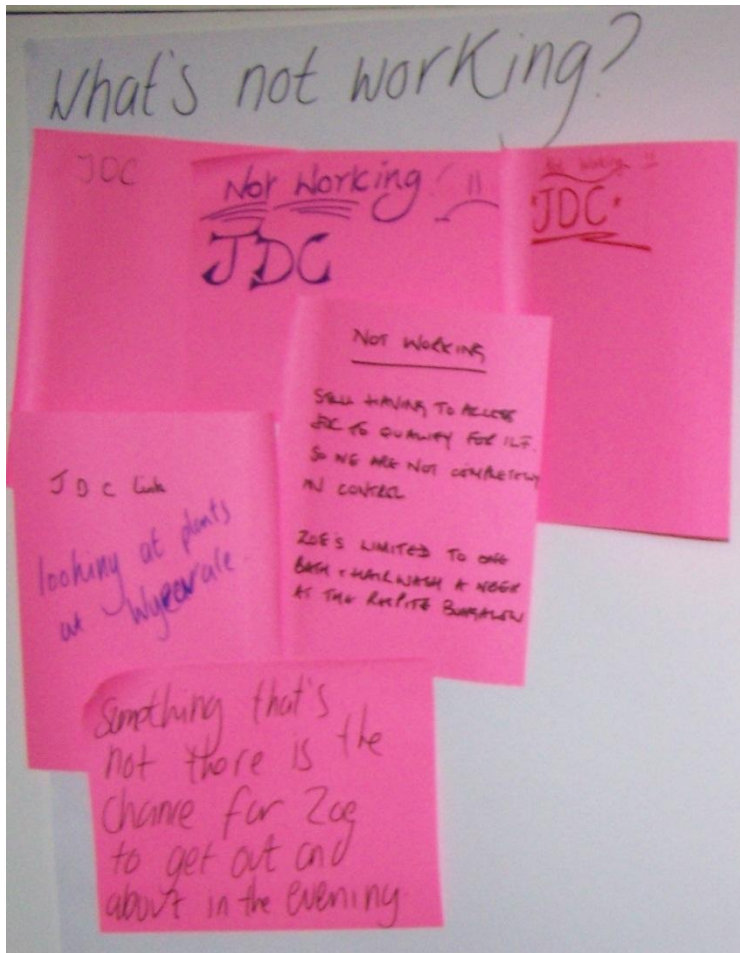 What's not working?
JDC
Not Working!
JDC
Not Working !!
"JDC"
NOT WORKING
STILL HAVING TO ACCESS
JDC TO QUALIFY FOR ILF.
SO WE ARE NOT COMPLETELY
IN CONTROL
ZOE'S LIMITED TO ONE
BATH + HAIRWASH A WEEK
AT THE RESPITE BUNGALOW
JDC link
looking at plants
at Wyevale.
Something that's
not there is the
chance for Zoe
to get out and
about in the evening.